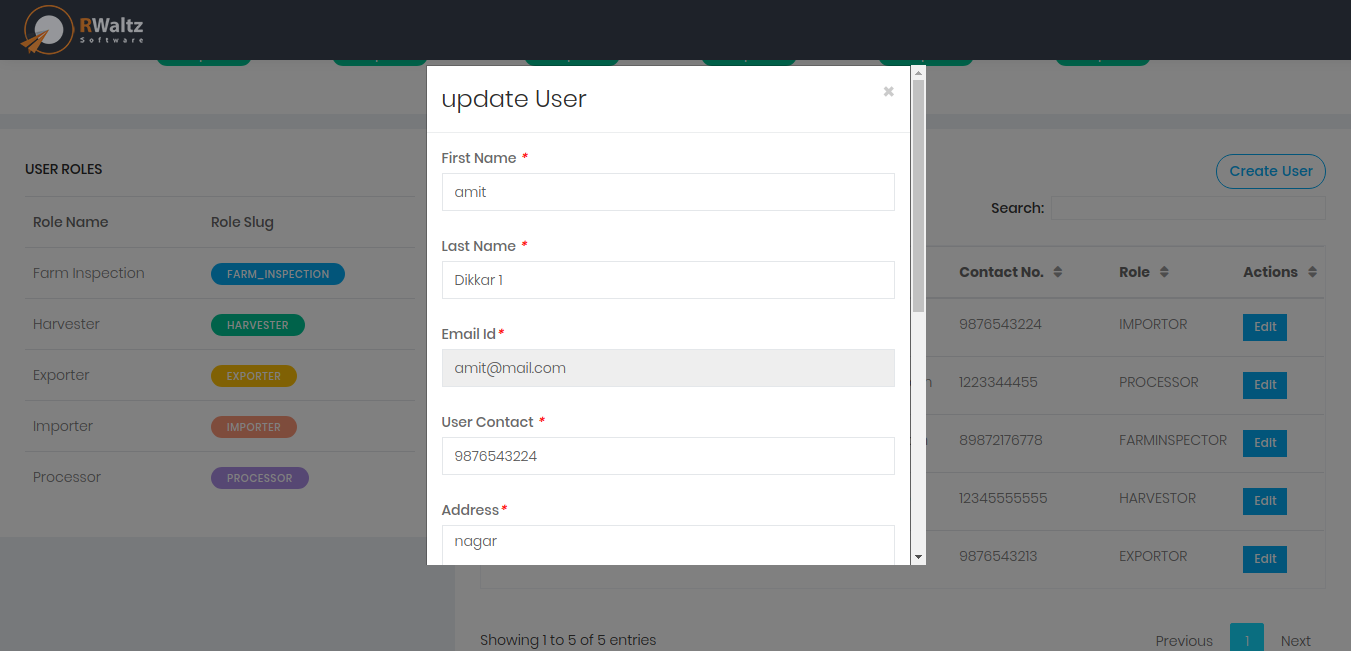 RWaltz
Software
update User ×
First Name *
amit
Last Name *
Dikkar 1
Email Id *
amit@mail.com
User Contact *
9876543224
Address *
nagar
USER ROLES
Role Name Role Slug
Farm Inspection FARM_INSPECTION
Harvester HARVESTER
Exporter EXPORTER
Importer IMPORTER
Processor PROCESSOR
Create User
Search:
Contact No. Role Actions
9876543224 IMPORTOR Edit
1223344455 PROCESSOR Edit
89872176778 FARMINSPECTOR Edit
12345555555 HARVESTOR Edit
9876543213 EXPORTOR Edit
Showing 1 to 5 of 5 entries
Previous 1 Next